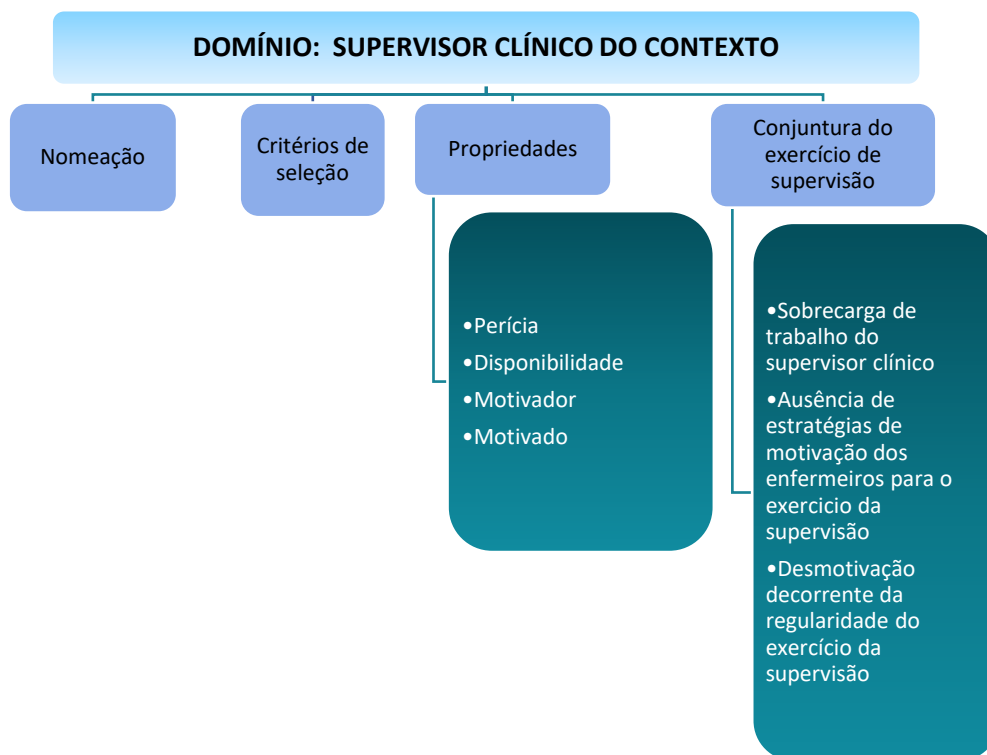 DOMÍNIO: SUPERVISOR CLÍNICO DO CONTEXTO
Nomeação
Critérios de
seleção
Propriedades
Conjuntura do
exercício de
supervisão
•Perícia
•Disponibilidade
•Motivador
•Motivado
•Sobrecarga de
trabalho do
supervisor clínico
•Ausência de
estratégias de
motivação dos
enfermeiros para o
exercicio da
supervisão
•Desmotivação
decorrente da
regularidade do
exercício da
supervisão